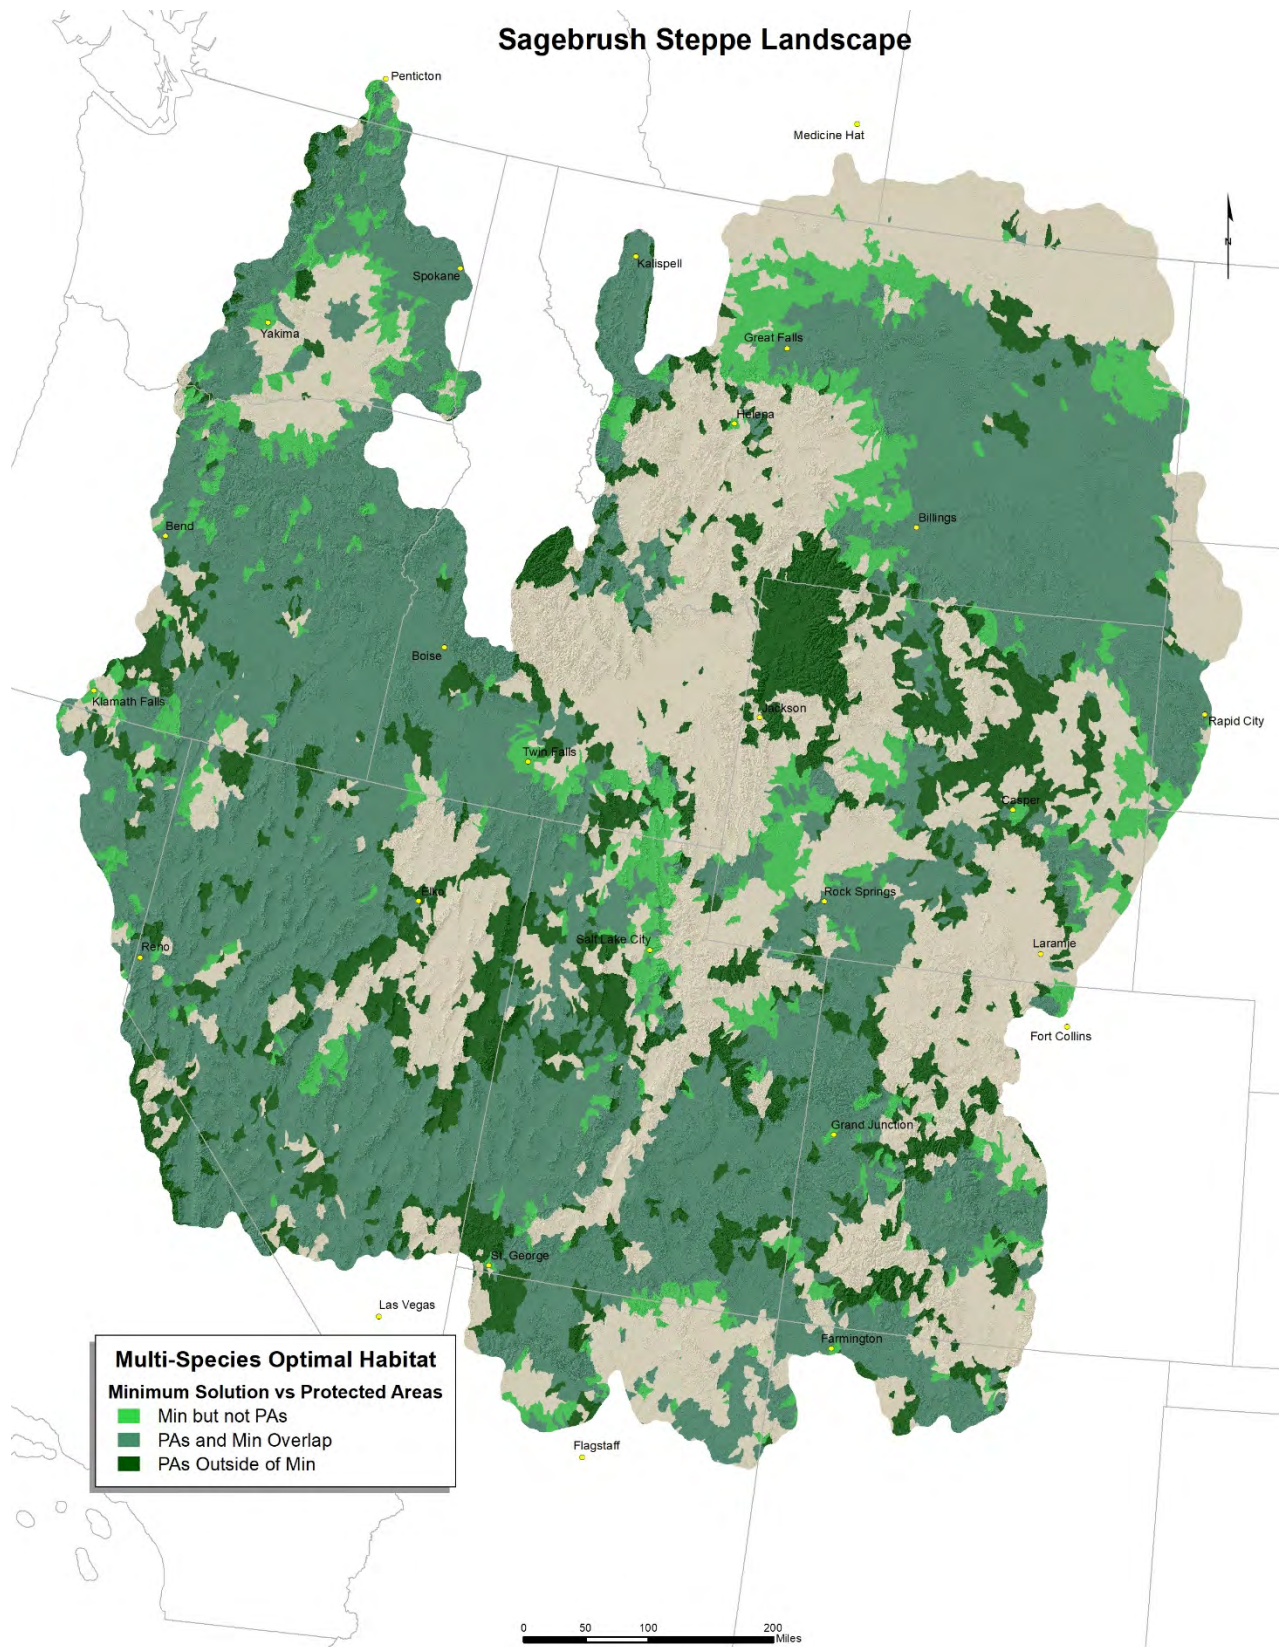 Sagebrush Steppe Landscape
Penticton
Medicine Hat
N
Kalispell
Spokane
Yakima
Great Falls
Helena
Billings
Bend
Boise
Klamath Falls
Jackson
Rapid City
Twin Falls
Casper
Elko
Rock Springs
Reno
Salt Lake City
Laramie
Fort Collins
Grand Junction
St. George
Las Vegas
Farmington
Multi-Species Optimal Habitat
Minimum Solution vs Protected Areas
Min but not PAs
PAs and Min Overlap
PAs Outside of Min
Flagstaff
0 50 100 200
Miles